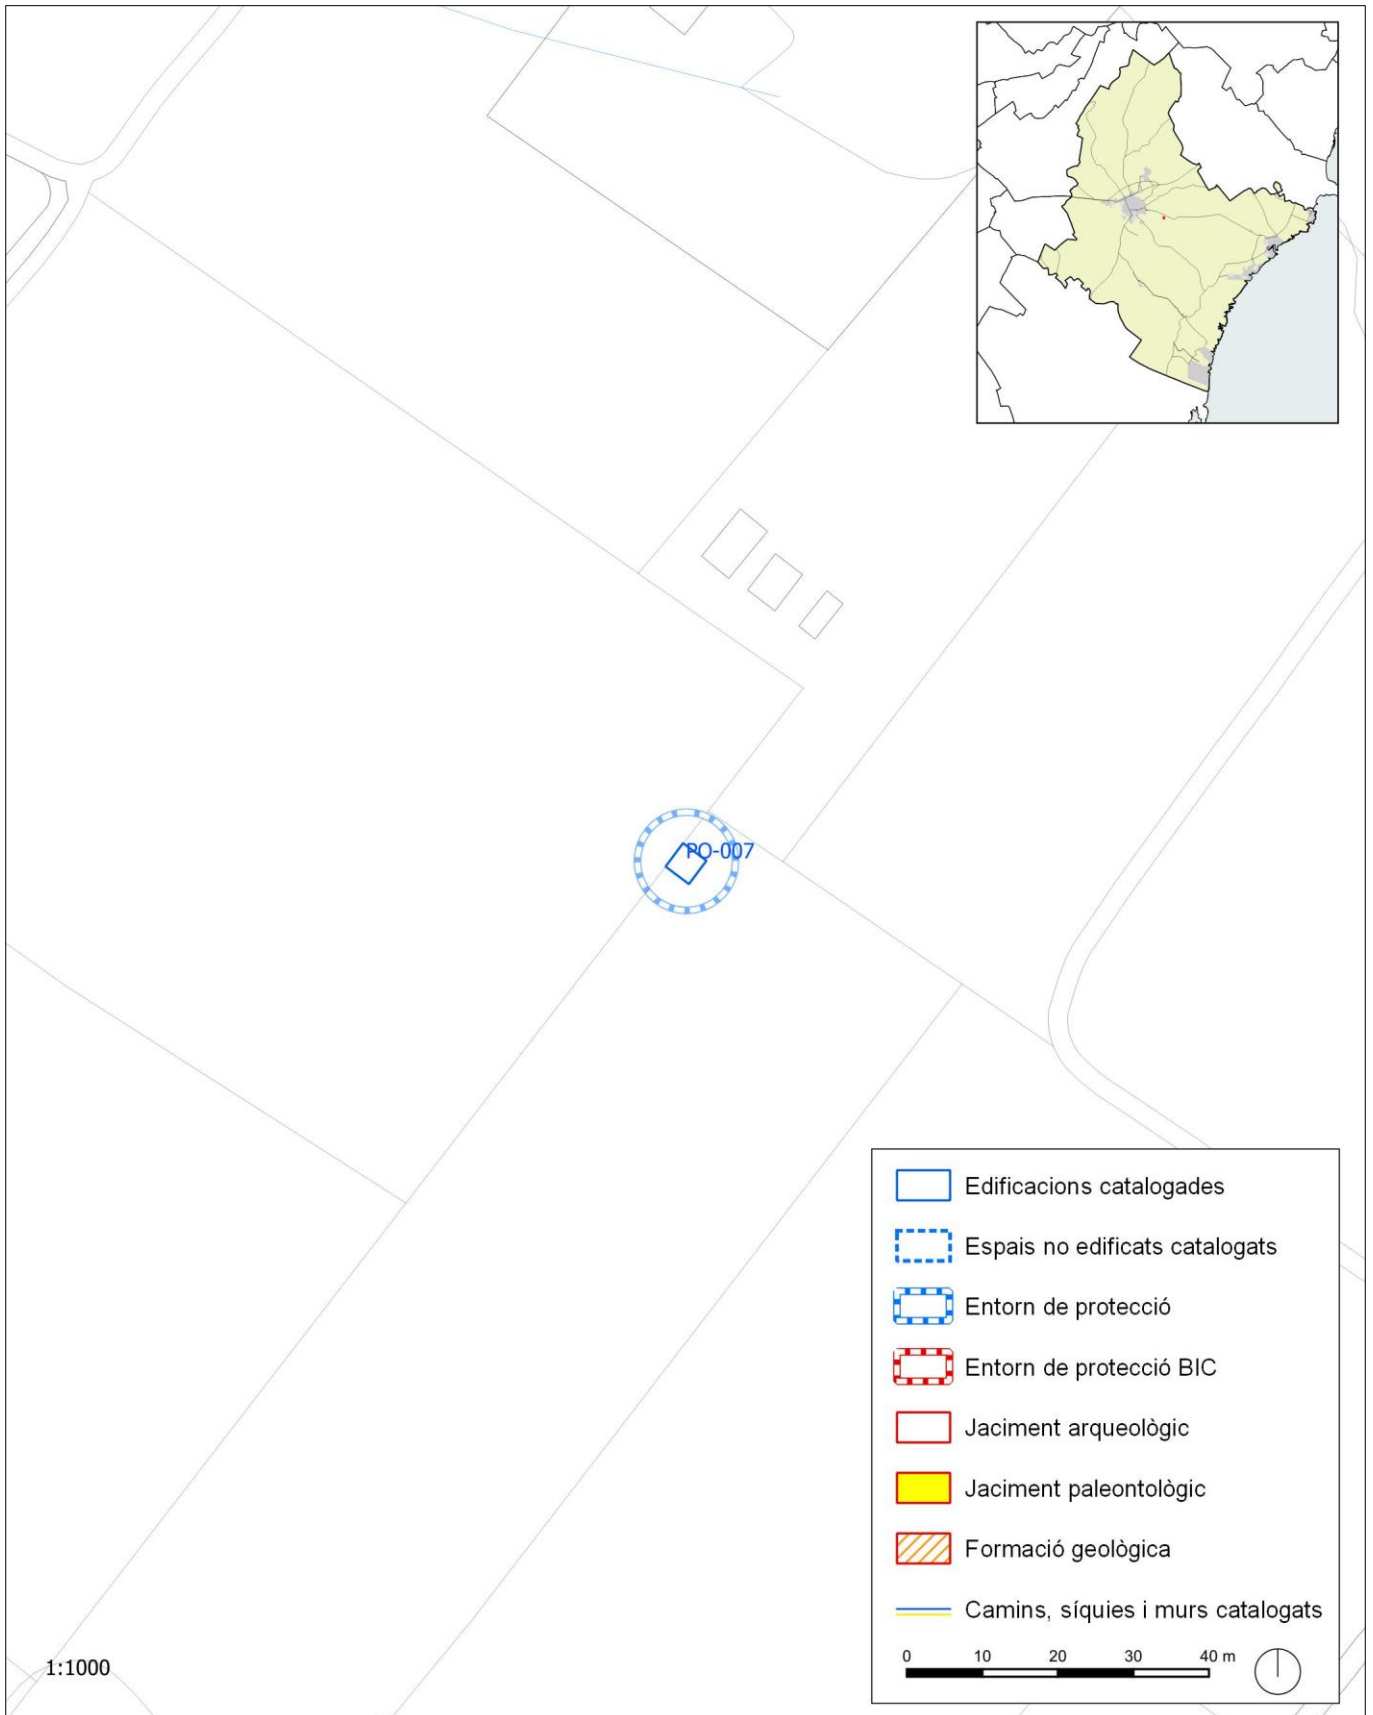 PO-007
Edificacions catalogades
Espais no edificats catalogats
Entorn de protecció
Entorn de protecció BIC
Jaciment arqueològic
Jaciment paleontològic
Formació geològica
Camins, síquies i murs catalogats
0 10 20 30 40 m
1:1000